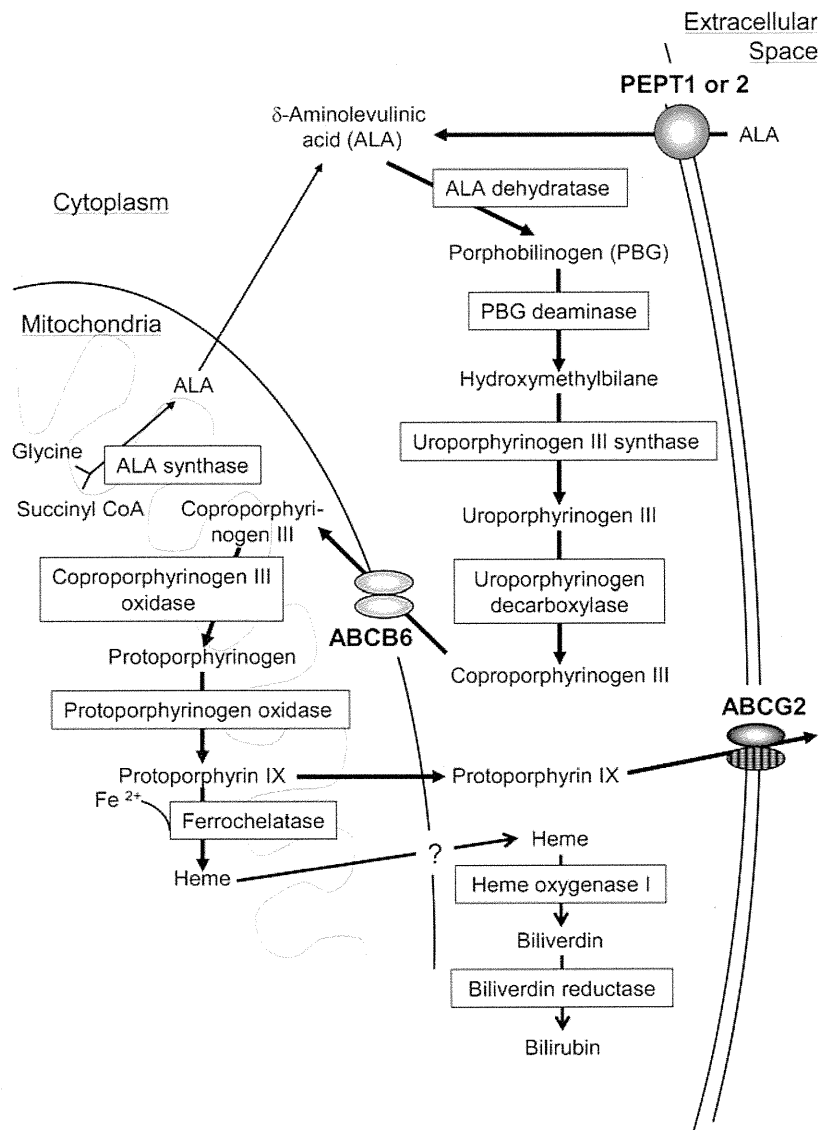 Extracellular
Space
PEPT1 or 2
δ-Aminolevulinic
acid (ALA)
ALA
ALA dehydratase
Cytoplasm
Porphobilinogen (PBG)
PBG deaminase
Mitochondria
Hydroxymethylbilane
ALA
Uroporphyrinogen III synthase
Glycine
ALA synthase
Succinyl CoA
Coproporphyri-
nogen III
Uroporphyrinogen III
Coproporphyrinogen III
oxidase
Uroporphyrinogen
decarboxylase
ABCB6
Protoporphyrinogen
Coproporphyrinogen III
Protoporphyrinogen oxidase
ABCG2
Protoporphyrin IX
Protoporphyrin IX
Fe 2+
Ferrochelatase
Heme
?
Heme
Heme oxygenase I
Biliverdin
Biliverdin reductase
Bilirubin